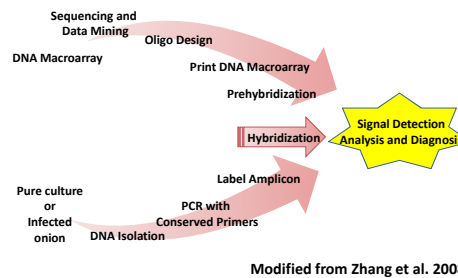 Sequencing and
Data Mining
DNA Macroarray
Oligo Design
Print DNA Macroarray
Prehybridization
Hybridization
Signal Detection
Analysis and Diagnosi
Label Amplicon
Pure culture
or
Infected
onion
PCR with
Conserved Primers
DNA Isolation
Modified from Zhang et al. 200